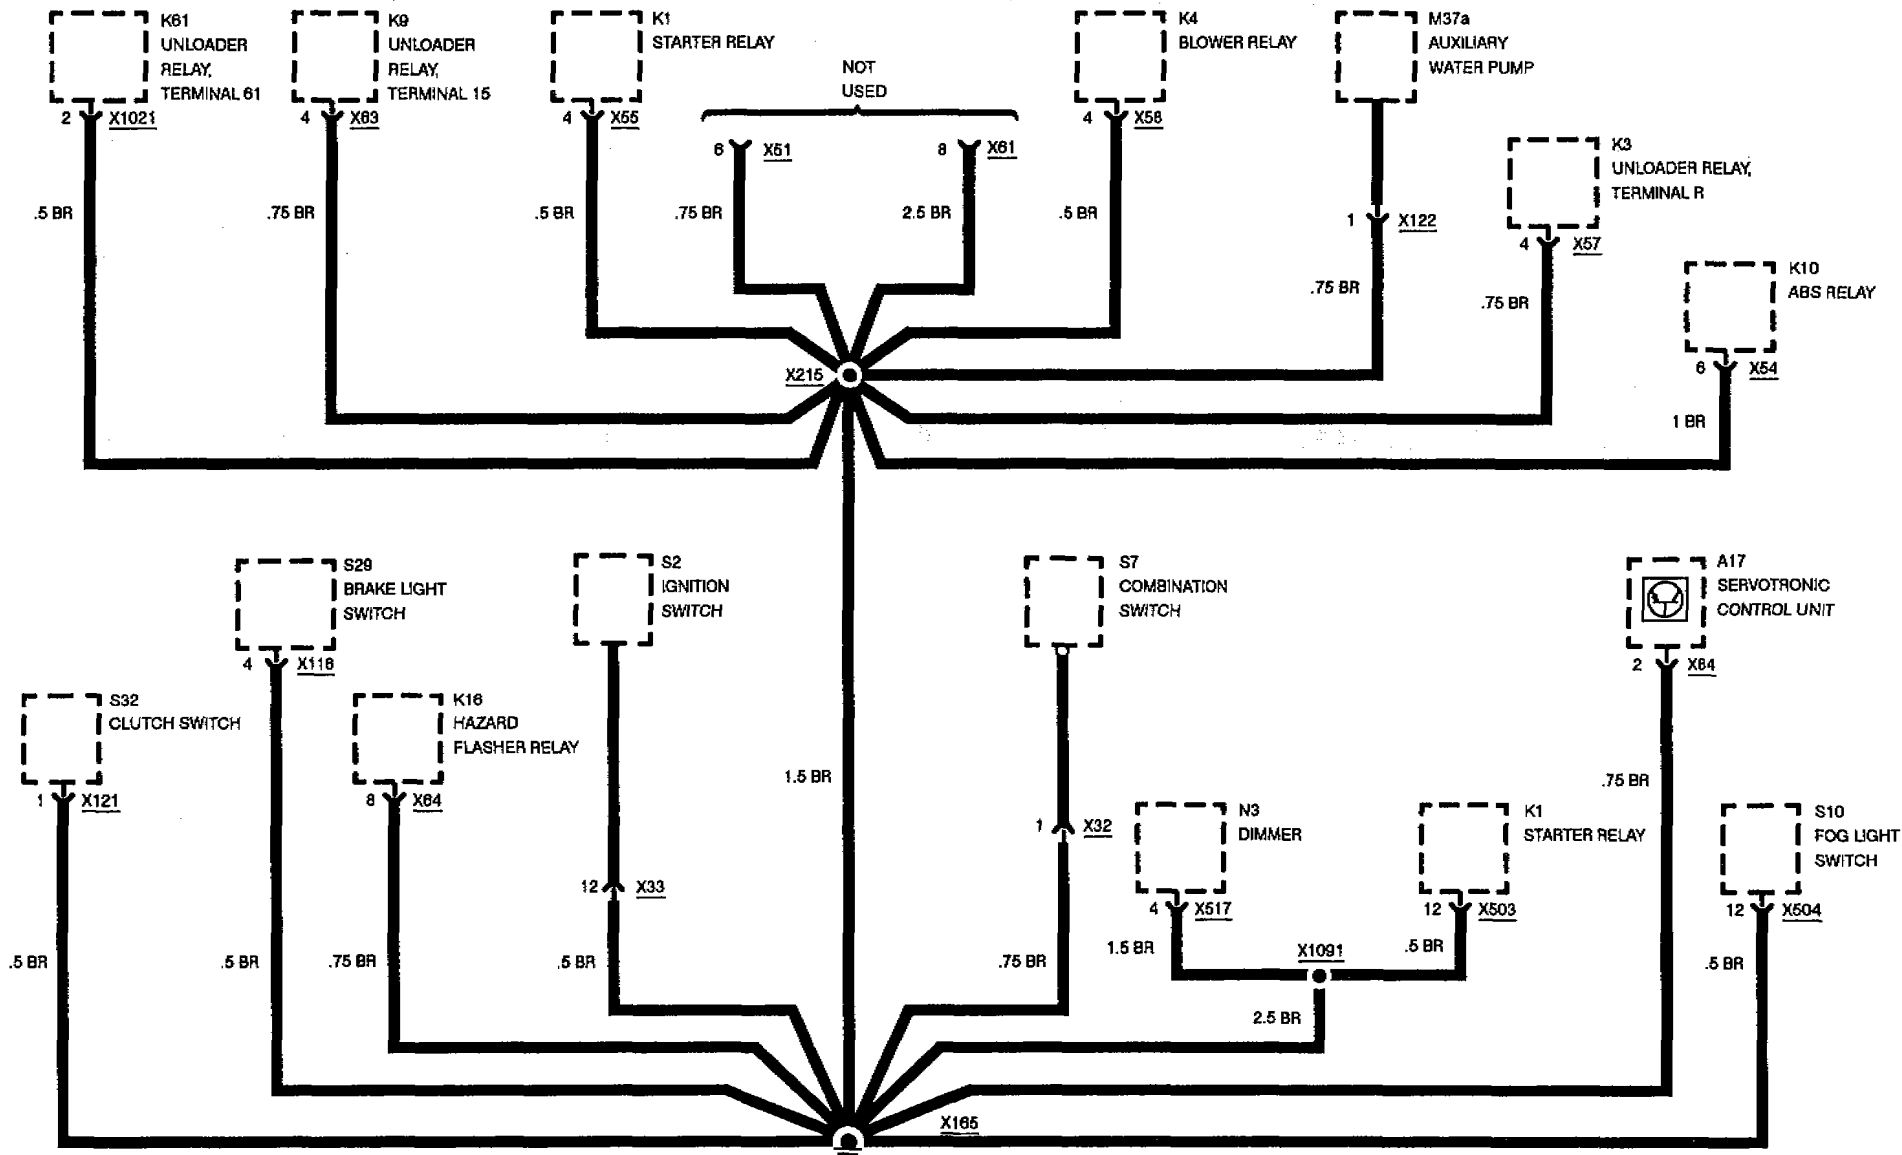 K61
UNLOADER
RELAY,
TERMINAL 61
2 X1021
.5 BR
K9
UNLOADER
RELAY,
TERMINAL 15
4 X63
.75 BR
K1
STARTER RELAY
4 X55
.5 BR
NOT
USED
6 X51
.75 BR
8 X61
2.5 BR
K4
BLOWER RELAY
4 X58
.5 BR
M37a
AUXILIARY
WATER PUMP
1 X122
.75 BR
K3
UNLOADER RELAY,
TERMINAL R
4 X57
.75 BR
K10
ABS RELAY
6 X54
1 BR
X215
1.5 BR
S32
CLUTCH SWITCH
1 X121
.5 BR
S29
BRAKE LIGHT
SWITCH
4 X118
.5 BR
K16
HAZARD
FLASHER RELAY
8 X64
.75 BR
S2
IGNITION
SWITCH
12 X33
.5 BR
S7
COMBINATION
SWITCH
1 X32
.75 BR
N3
DIMMER
4 X517
1.5 BR
X1091
2.5 BR
K1
STARTER RELAY
12 X503
.5 BR
A17
SERVOTRONIC
CONTROL UNIT
2 X84
.75 BR
S10
FOG LIGHT
SWITCH
12 X504
.5 BR
X165